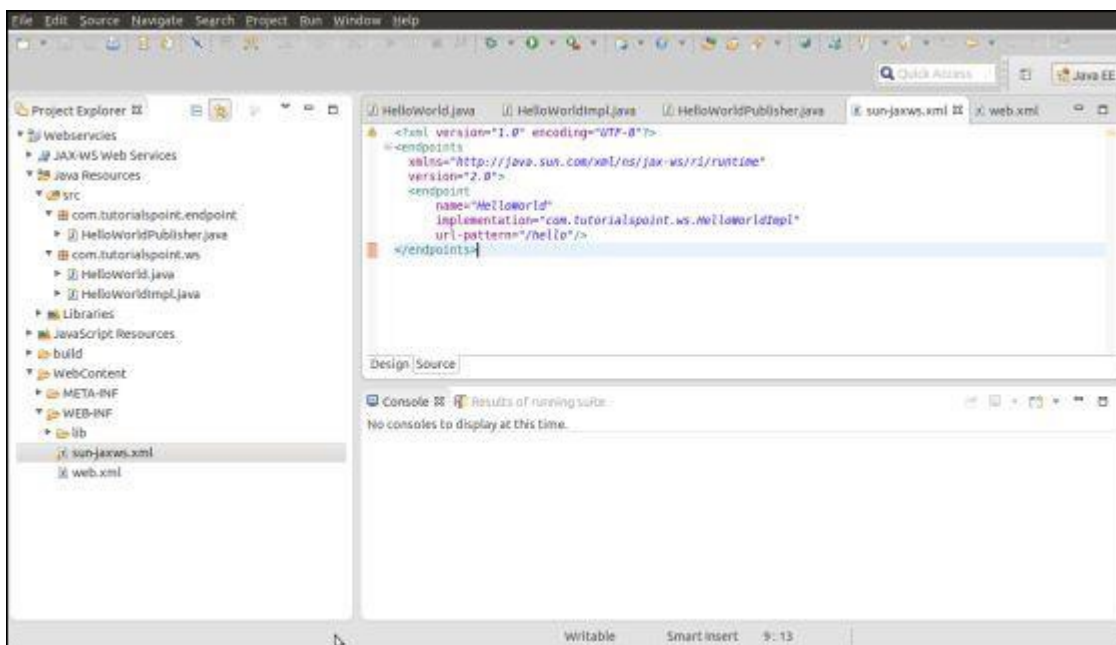 File Edit Source Navigate Search Project Run Window Help
Quick Access
Java EE
Project Explorer
Webservcies
JAX-WS Web Services
Java Resources
src
com.tutorialspoint.endpoint
HelloWorldPublisher.java
com.tutorialspoint.ws
HelloWorld.java
HelloWorldImpl.java
Libraries
JavaScript Resources
build
WebContent
META-INF
WEB-INF
lib
sun-jaxws.xml
web.xml
HelloWorld.java HelloWorldImpl.java HelloWorldPublisher.java sun-jaxws.xml web.xml
<?xml version="1.0" encoding="UTF-8"?>
<endpoints
xmlns="http://java.sun.com/xml/ns/jax-ws/ri/runtime"
version="2.0">
<endpoint
name="HelloWorld"
implementation="com.tutorialspoint.ws.HelloWorldImpl"
url-pattern="/hello"/>
</endpoints>
Design Source
Console Results of running suite
No consoles to display at this time.
Writable Smart Insert 9:13